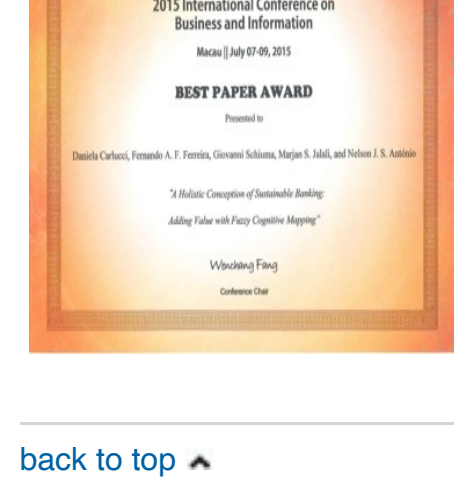 2015 International Conference on
Business and Information
Macau || July 07-09, 2015
BEST PAPER AWARD
Presented to
Daniela Carlucci, Fernando A. F. Ferreira, Giovanni Schiuma, Marjan S. Jalali, and Nelson J. S. António
"A Holistic Conception of Sustainable Banking:
Adding Value with Fuzzy Cognitive Mapping"
Wenchang Fang
Conference Chair
back to top